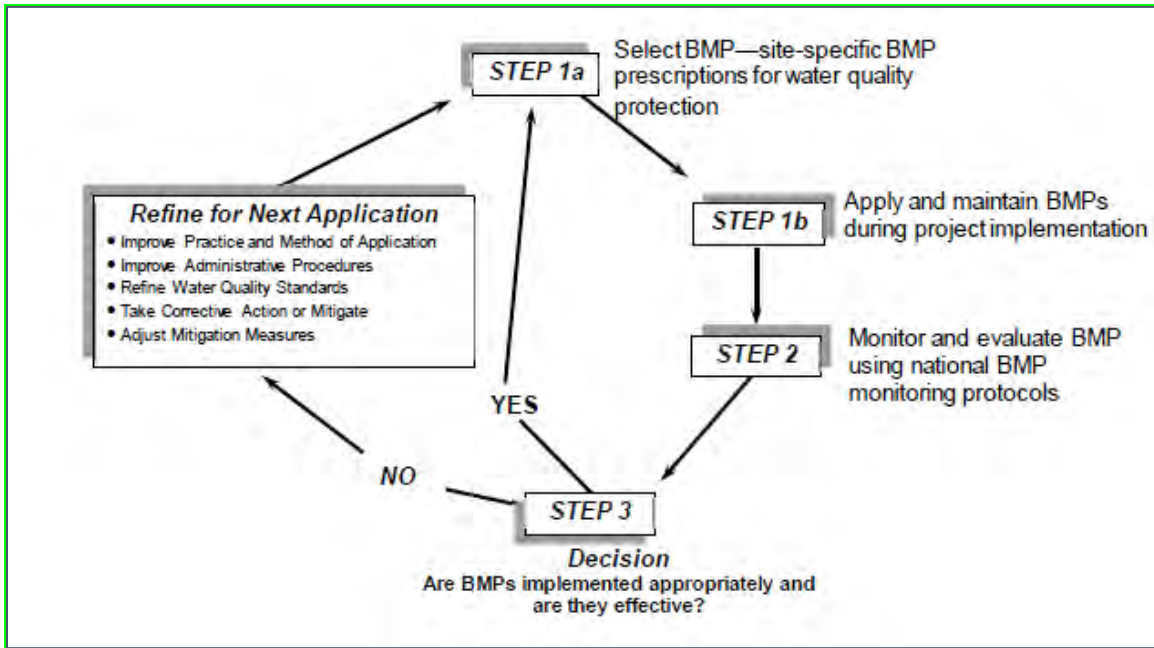 STEP 1a
Select BMP—site-specific BMP
prescriptions for water quality
protection
STEP 1b
Apply and maintain BMPs
during project implementation
STEP 2
Monitor and evaluate BMP
using national BMP
monitoring protocols
STEP 3
Decision
Are BMPs implemented appropriately and
are they effective?
YES
NO
Refine for Next Application
• Improve Practice and Method of Application
• Improve Administrative Procedures
• Refine Water Quality Standards
• Take Corrective Action or Mitigate
• Adjust Mitigation Measures